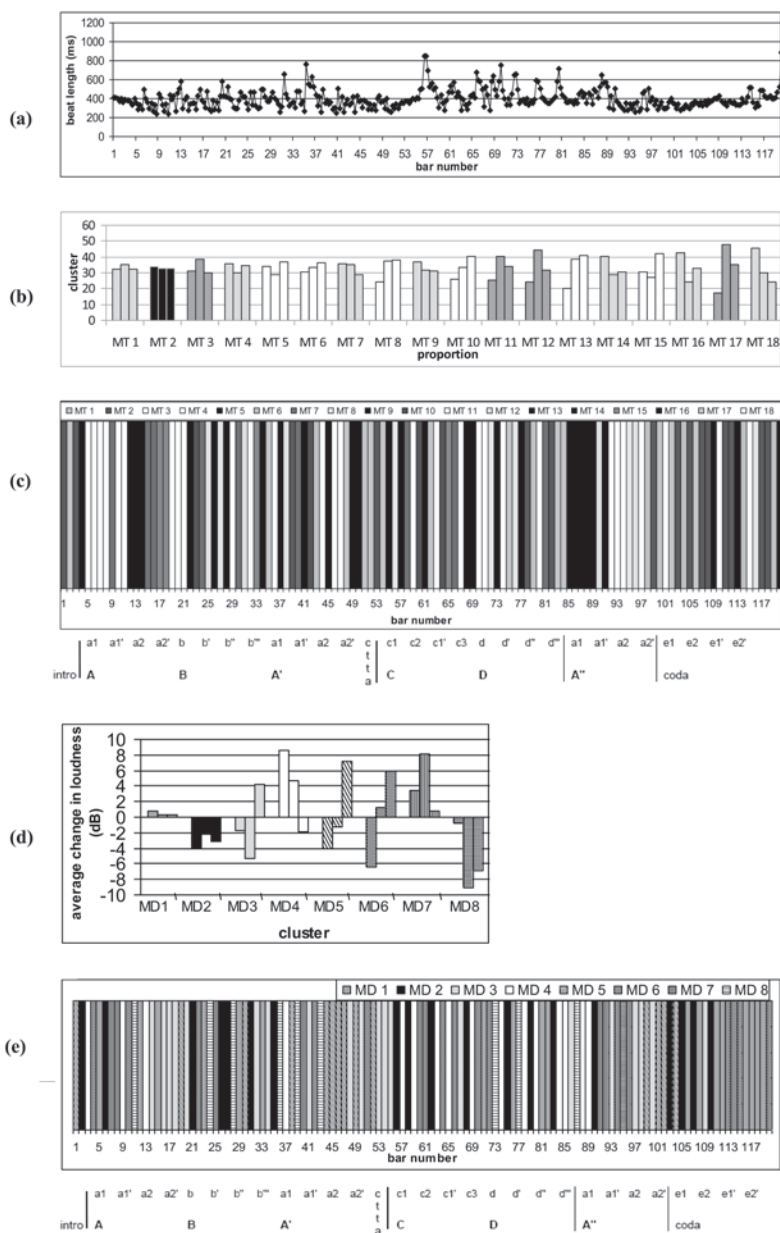 (a)
beat length (ms)
1200
1000
800
600
400
200
0
1 5 9 13 17 21 25 29 33 37 41 45 49 53 57 61 65 69 73 77 81 85 89 93 97 101 105 109 113 117
bar number
(b)
cluster
60
50
40
30
20
10
0
MT 1 MT 2 MT 3 MT 4 MT 5 MT 6 MT 7 MT 8 MT 9 MT 10 MT 11 MT 12 MT 13 MT 14 MT 15 MT 16 MT 17 MT 18
proportion
MT 1 MT 2 MT 3 MT 4 MT 5 MT 6 MT 7 MT 8 MT 9 MT 10 MT 11 MT 12 MT 13 MT 14 MT 15 MT 16 MT 17 MT 18
(c)
1 5 9 13 17 21 25 29 33 37 41 45 49 53 57 61 65 69 73 77 81 85 89 93 97 101 105 109 113 117
bar number
a1 a1' a2 a2' b b' b'' b''' a1 a1' a2 a2' c t t a c1 c2 c1' c3 d d' d'' d''' a1 a1' a2 a2' e1 e2 e1' e2'
intro A B A' C D A'' coda
(d)
average change in loudness (dB)
10
8
6
4
2
0
-2
-4
-6
-8
-10
MD1 MD2 MD3 MD4 MD5 MD6 MD7 MD8
cluster
MD 1 MD 2 MD 3 MD 4 MD 5 MD 6 MD 7 MD 8
(e)
1 5 9 13 17 21 25 29 33 37 41 45 49 53 57 61 65 69 73 77 81 85 89 93 97 101 105 109 113 117
bar number
a1 a1' a2 a2' b b' b'' b''' a1 a1' a2 a2' c t t a c1 c2 c1' c3 d d' d'' d''' a1 a1' a2 a2' e1 e2 e1' e2'
intro A B A' C D A'' coda